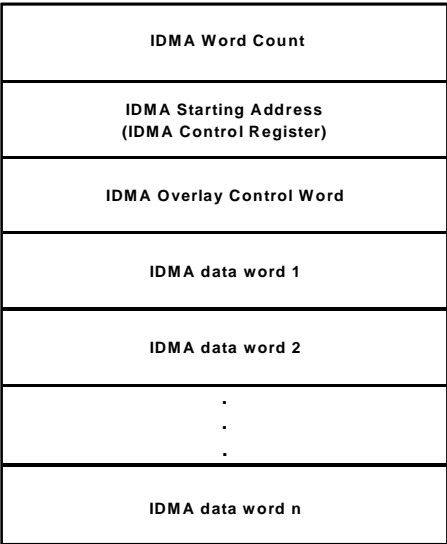 IDMA Word Count
IDMA Starting Address
(IDMA Control Register)
IDMA Overlay Control Word
IDMA data word 1
IDMA data word 2
.
.
.
IDMA data word n